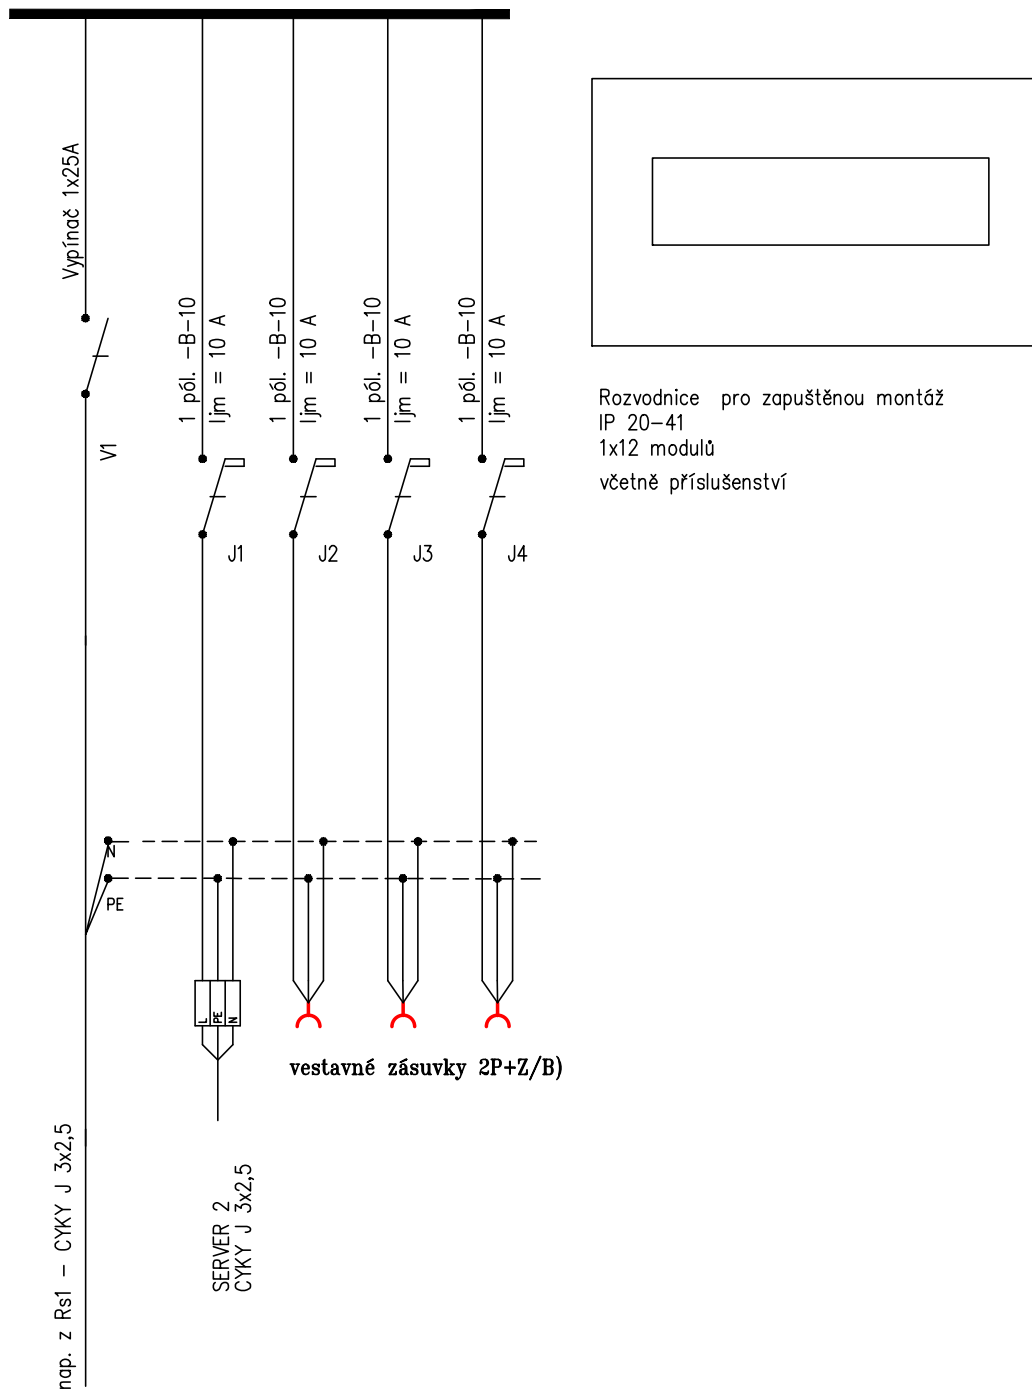 Vypínač 1x25A
V1
1 pól. -B-10
Ijm = 10 A
J1
1 pól. -B-10
Ijm = 10 A
J2
1 pól. -B-10
Ijm = 10 A
J3
1 pól. -B-10
Ijm = 10 A
J4
Rozvodnice pro zapuštěnou montáž
IP 20-41
1x12 modulů
včetně příslušenství
N
PE
L
PE
N
vestavné zásuvky 2P+Z/B)
nap. z Rs1 - CYKY J 3x2,5
SERVER 2
CYKY J 3x2,5